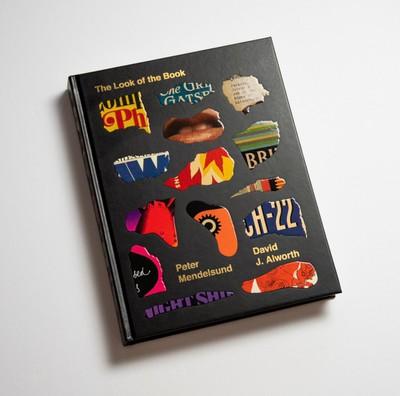 The Look of the Book
Ph
GATSB
BRI
CH-22
Peter
Mendelsund
David
J. Alworth
IGHT SHI